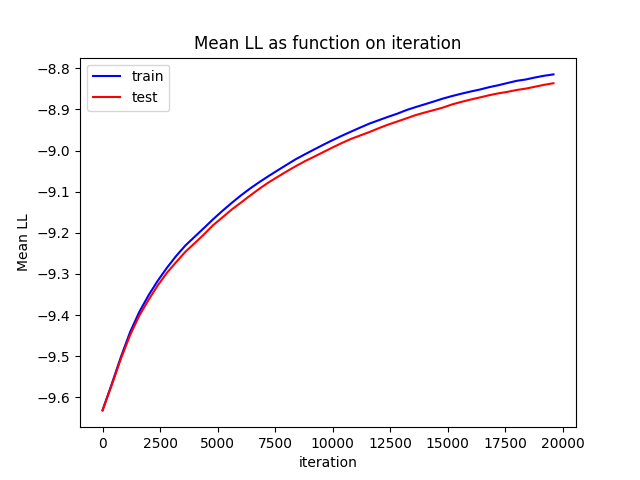 Mean LL as function on iteration
train
test
Mean LL
−8.8
−8.9
−9.0
−9.1
−9.2
−9.3
−9.4
−9.5
−9.6
0 2500 5000 7500 10000 12500 15000 17500 20000
iteration